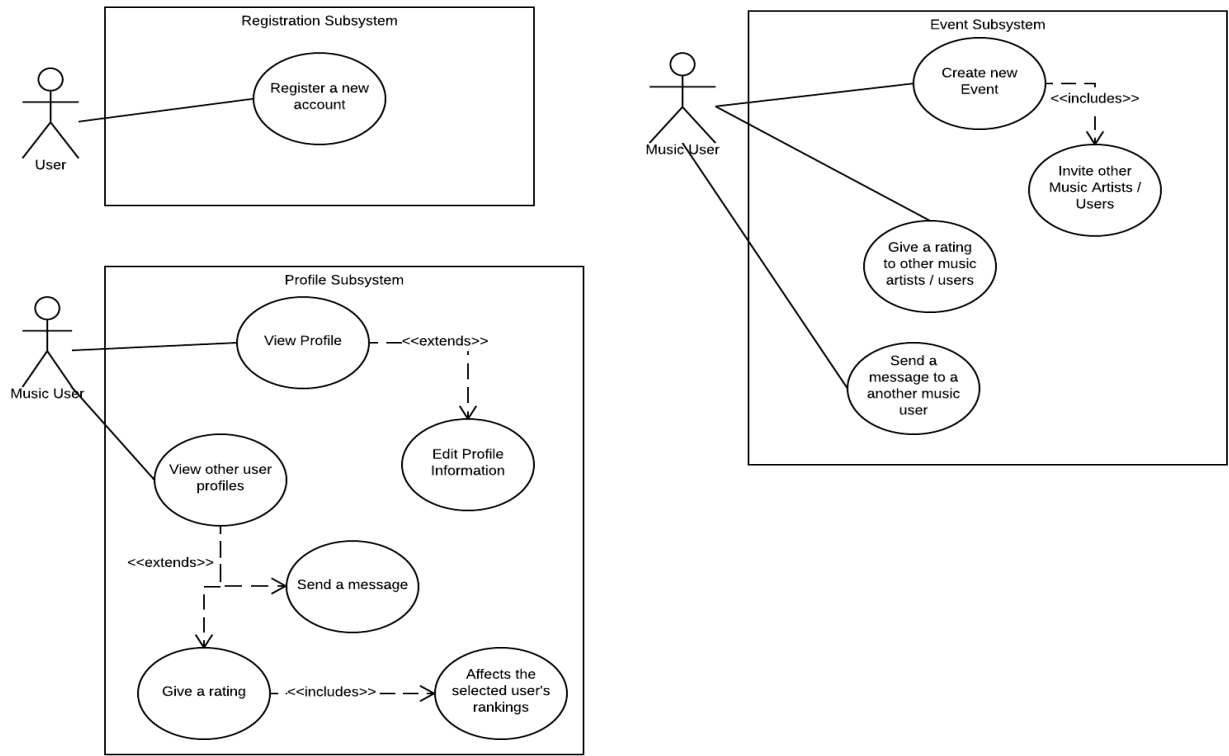 Registration Subsystem
Register a new
account
User
Event Subsystem
Create new
Event
<<includes>>
Music User
Invite other
Music Artists /
Users
Give a rating
to other music
artists / users
Send a
message to a
another music
user
Profile Subsystem
View Profile
<<extends>>
Music User
Edit Profile
Information
View other user
profiles
<<extends>>
Send a message
Give a rating
<<includes>>
Affects the
selected user's
rankings